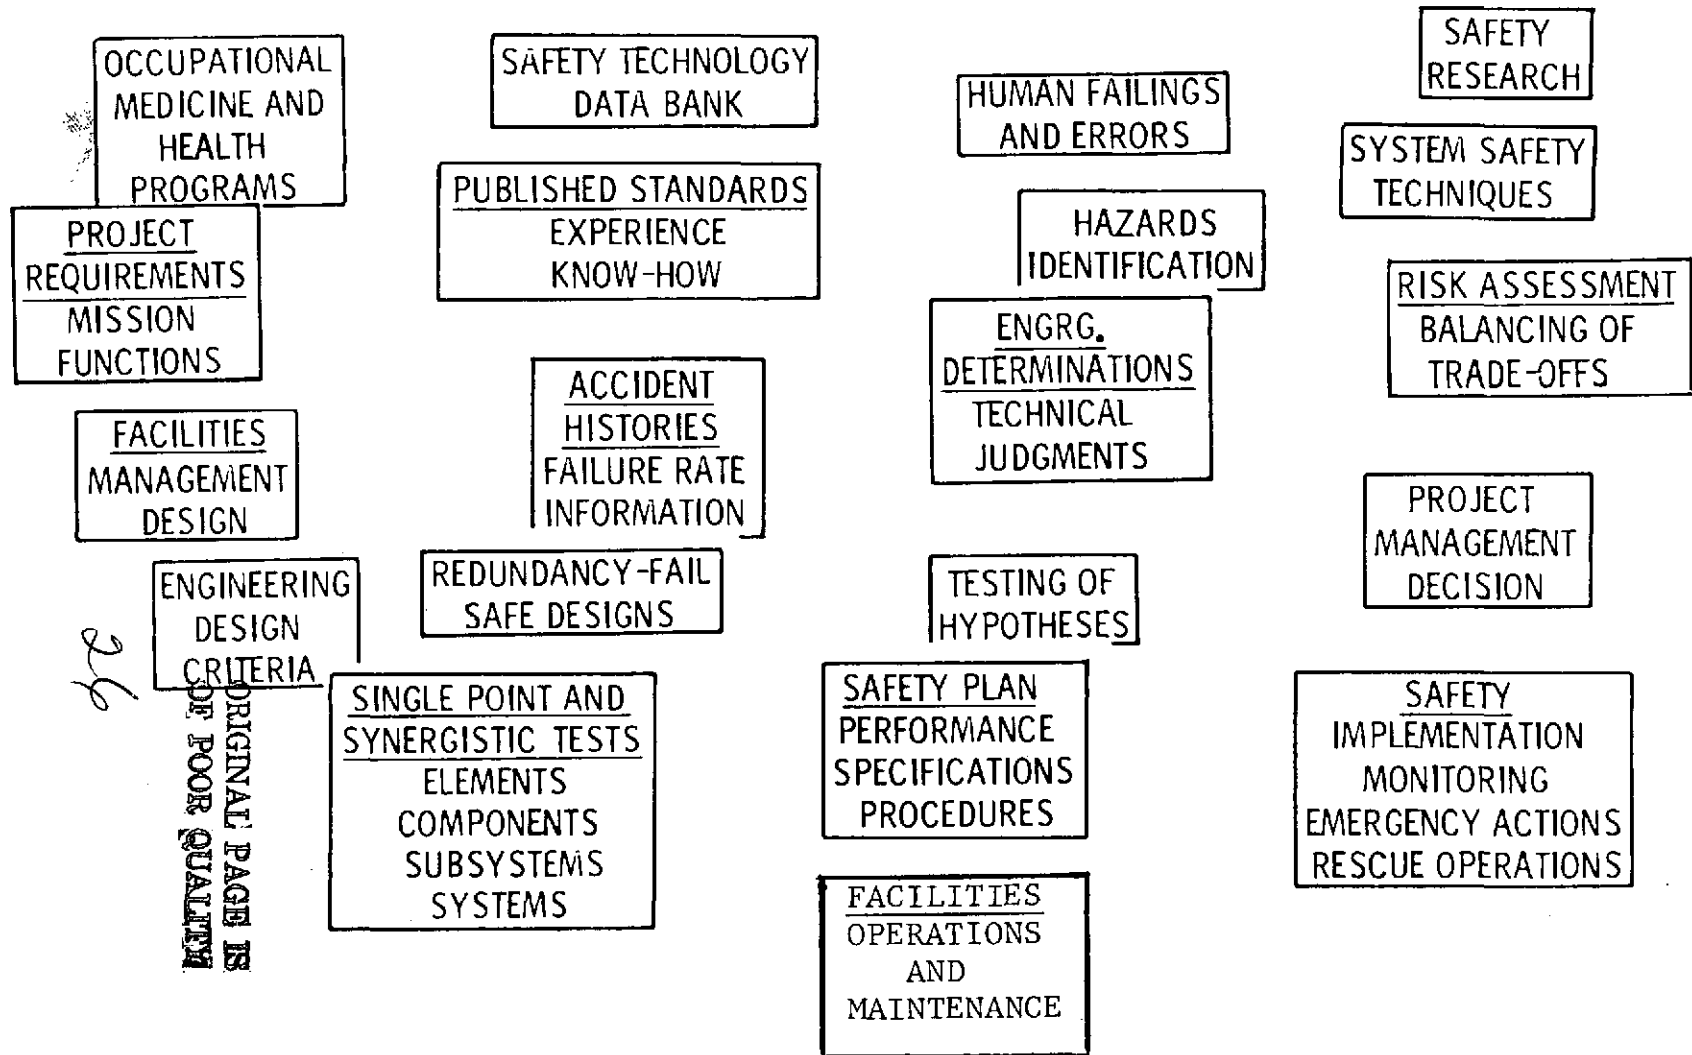 OCCUPATIONAL
MEDICINE AND
HEALTH
PROGRAMS
PROJECT
REQUIREMENTS
MISSION
FUNCTIONS
FACILITIES
MANAGEMENT
DESIGN
ENGINEERING
DESIGN
CRITERIA
SAFETY TECHNOLOGY
DATA BANK
PUBLISHED STANDARDS
EXPERIENCE
KNOW-HOW
ACCIDENT
HISTORIES
FAILURE RATE
INFORMATION
REDUNDANCY-FAIL
SAFE DESIGNS
SINGLE POINT AND
SYNERGISTIC TESTS
ELEMENTS
COMPONENTS
SUBSYSTEMS
SYSTEMS
HUMAN FAILINGS
AND ERRORS
HAZARDS
IDENTIFICATION
ENGRG.
DETERMINATIONS
TECHNICAL
JUDGMENTS
TESTING OF
HYPOTHESES
SAFETY PLAN
PERFORMANCE
SPECIFICATIONS
PROCEDURES
FACILITIES
OPERATIONS
AND
MAINTENANCE
SAFETY
RESEARCH
SYSTEM SAFETY
TECHNIQUES
RISK ASSESSMENT
BALANCING OF
TRADE-OFFS
PROJECT
MANAGEMENT
DECISION
SAFETY
IMPLEMENTATION
MONITORING
EMERGENCY ACTIONS
RESCUE OPERATIONS
26
ORIGINAL PAGE IS
OF POOR QUALITY